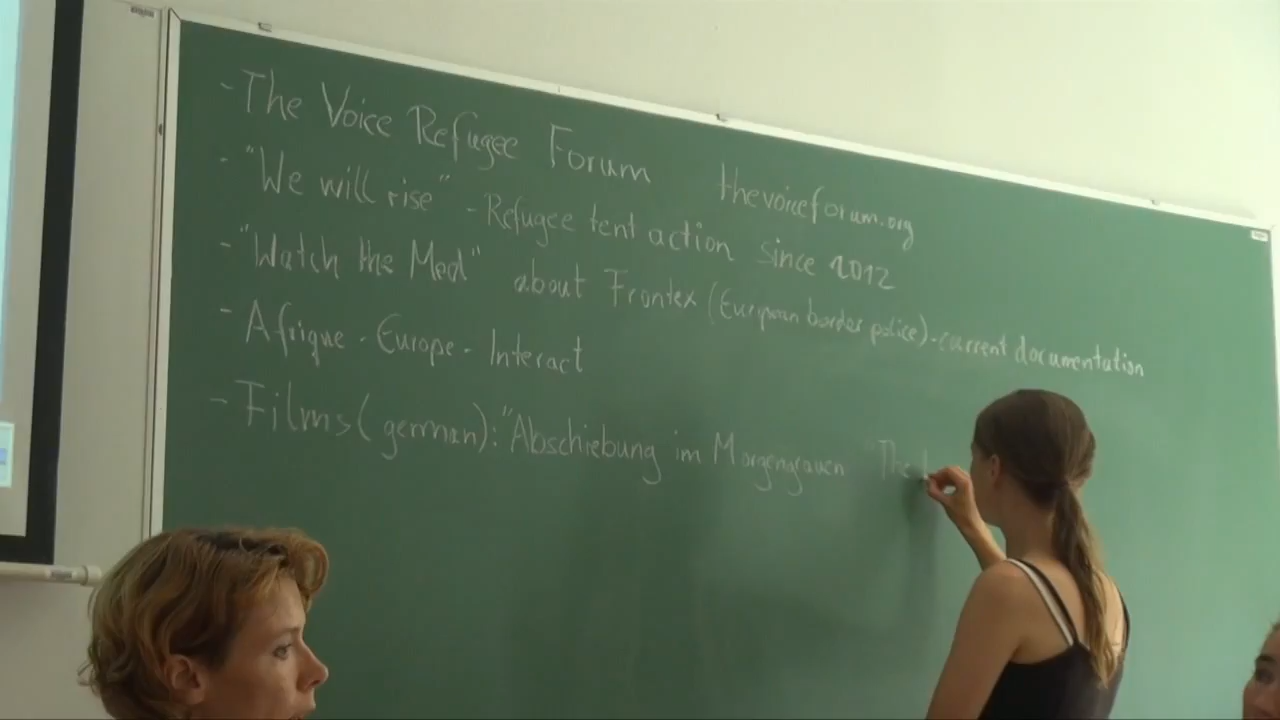 - The Voice Refugee Forum thevoiceforum.org
- "We will rise" - Refugee tent action since 2012
- "Watch the Med" about Frontex (European border police) - current documentation
- Afrique - Europe - Interact
- Films (german): "Abschiebung im Morgengrauen "The